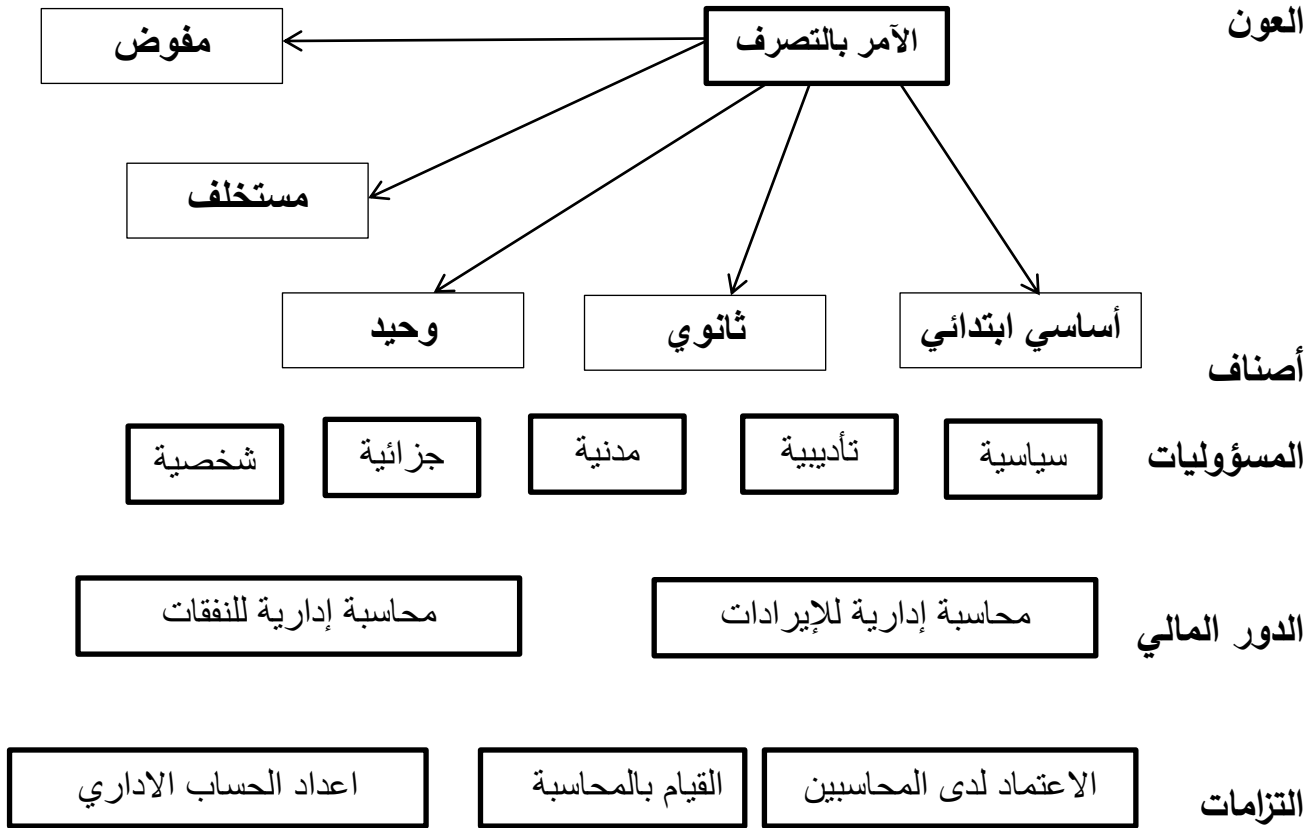 العون
الآمر بالتصرف
مفوض
مستخلف
أساسي ابتدائي
ثانوي
وحيد
أصناف
المسؤوليات
سياسية
تأديبية
مدنية
جزائية
شخصية
الدور المالي
محاسبة إدارية للإيرادات
محاسبة إدارية للنفقات
التزامات
الاعتماد لدى المحاسبين
القيام بالمحاسبة
اعداد الحساب الاداري